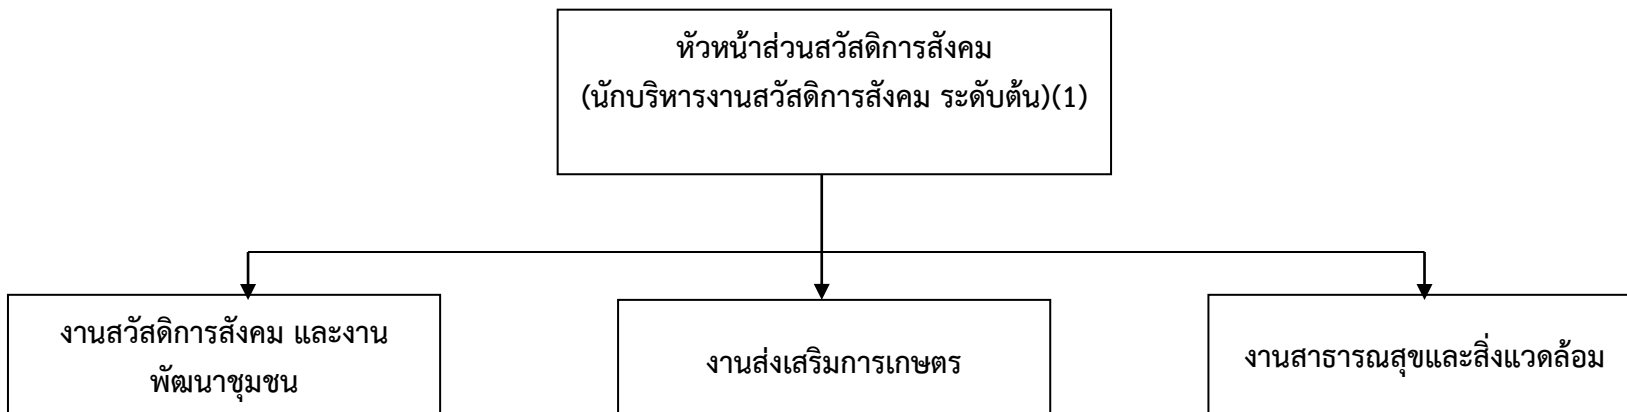 หัวหน้าส่วนสวัสดิการสังคม
(นักบริหารงานสวัสดิการสังคม ระดับต้น)(1)
งานสวัสดิการสังคม และงาน
พัฒนาชุมชน
งานส่งเสริมการเกษตร
งานสาธารณสุขและสิ่งแวดล้อม